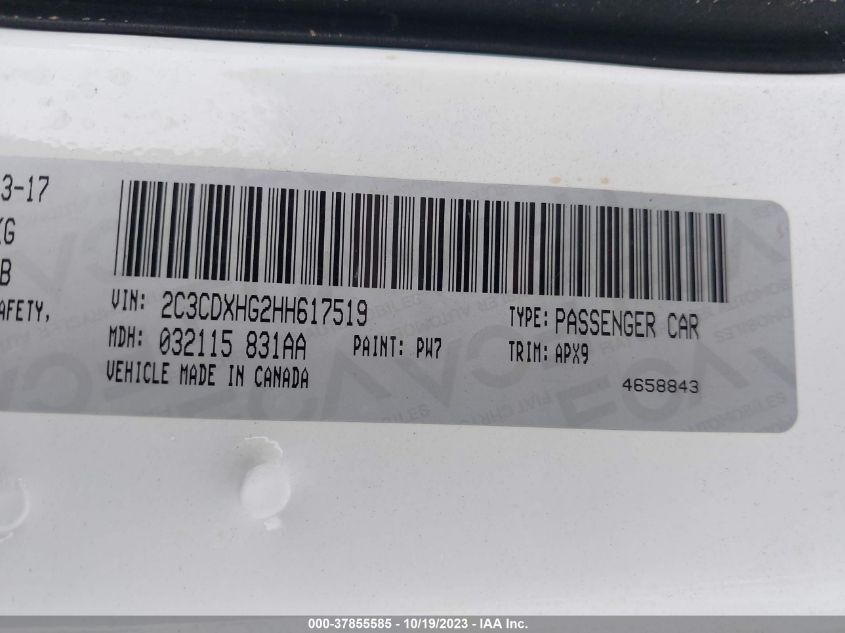 3-17
KG
B
AFETY,
VIN: 2C3CDXHG2HH617519 TYPE: PASSENGER CAR
MDH: 032115 831AA PAINT: PW7 TRIM: APX9
VEHICLE MADE IN CANADA 4658843
000-37855585 - 10/19/2023 - IAA Inc.